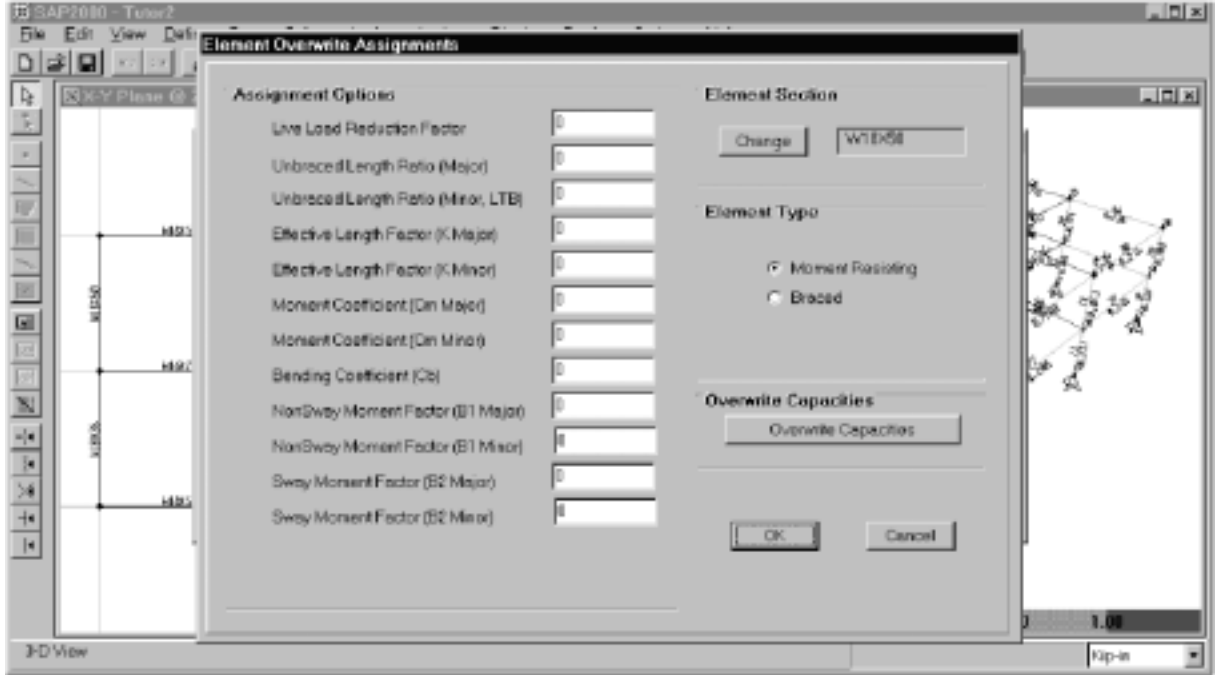 SAP2000 - Tutor2
File Edit View Defi
Element Overwrite Assignments
X-Y Plane @
Assignment Options
Live Load Reduction Factor 0
Unbraced Length Ratio (Major) 0
Unbraced Length Ratio (Minor, LTB) 0
Effective Length Factor (K Major) 0
Effective Length Factor (K Minor) 0
Moment Coefficient (Cm Major) 0
Moment Coefficient (Cm Minor) 0
Bending Coefficient (Cb) 0
NonSway Moment Factor (B1 Major) 0
NonSway Moment Factor (B1 Minor) 0
Sway Moment Factor (B2 Major) 0
Sway Moment Factor (B2 Minor) 0
Element Section
Change
Element Type
Moment Resisting
Braced
Overwrite Capacities
Overwrite Capacities
OK Cancel
1.00
3-D View
Kip-in